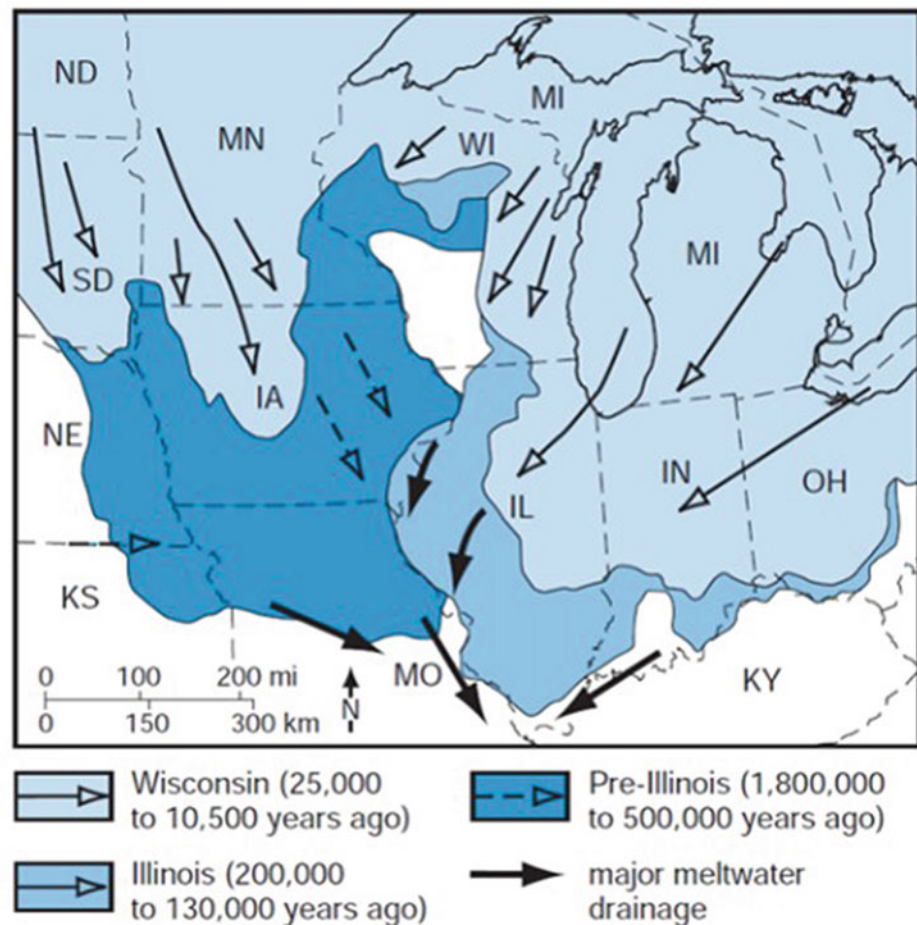 ND
MI
MN
WI
MI
SD
IA
NE
IL
IN
OH
KS
MO
KY
0 100 200 mi
0 150 300 km
N
Wisconsin (25,000
to 10,500 years ago)
Illinois (200,000
to 130,000 years ago)
Pre-Illinois (1,800,000
to 500,000 years ago)
major meltwater
drainage